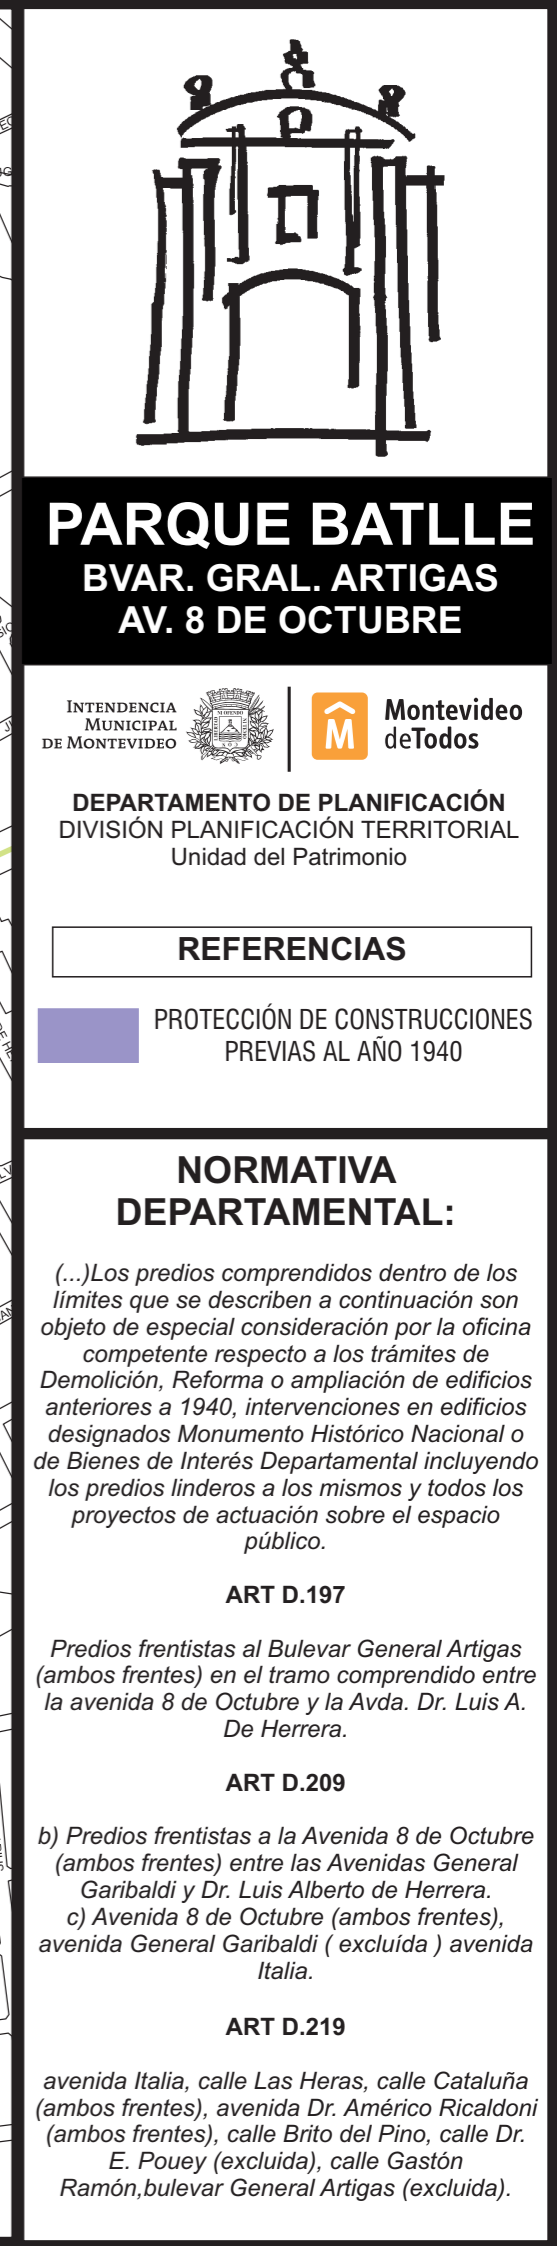 PARQUE BATLLE
BVAR. GRAL. ARTIGAS
AV. 8 DE OCTUBRE
INTENDENCIA
MUNICIPAL
DE MONTEVIDEO
Montevideo
deTodos
DEPARTAMENTO DE PLANIFICACIÓN
DIVISIÓN PLANIFICACIÓN TERRITORIAL
Unidad del Patrimonio
REFERENCIAS
PROTECCIÓN DE CONSTRUCCIONES
PREVIAS AL AÑO 1940
NORMATIVA
DEPARTAMENTAL:
(...)Los predios comprendidos dentro de los
límites que se describen a continuación son
objeto de especial consideración por la oficina
competente respecto a los trámites de
Demolición, Reforma o ampliación de edificios
anteriores a 1940, intervenciones en edificios
designados Monumento Histórico Nacional o
de Bienes de Interés Departamental incluyendo
los predios linderos a los mismos y todos los
proyectos de actuación sobre el espacio
público.
ART D.197
Predios frentistas al Bulevar General Artigas
(ambos frentes) en el tramo comprendido entre
la avenida 8 de Octubre y la Avda. Dr. Luis A.
De Herrera.
ART D.209
b) Predios frentistas a la Avenida 8 de Octubre
(ambos frentes) entre las Avenidas General
Garibaldi y Dr. Luis Alberto de Herrera.
c) Avenida 8 de Octubre (ambos frentes),
avenida General Garibaldi ( excluída ) avenida
Italia.
ART D.219
avenida Italia, calle Las Heras, calle Cataluña
(ambos frentes), avenida Dr. Américo Ricaldoni
(ambos frentes), calle Brito del Pino, calle Dr.
E. Pouey (excluida), calle Gastón
Ramón,bulevar General Artigas (excluida).